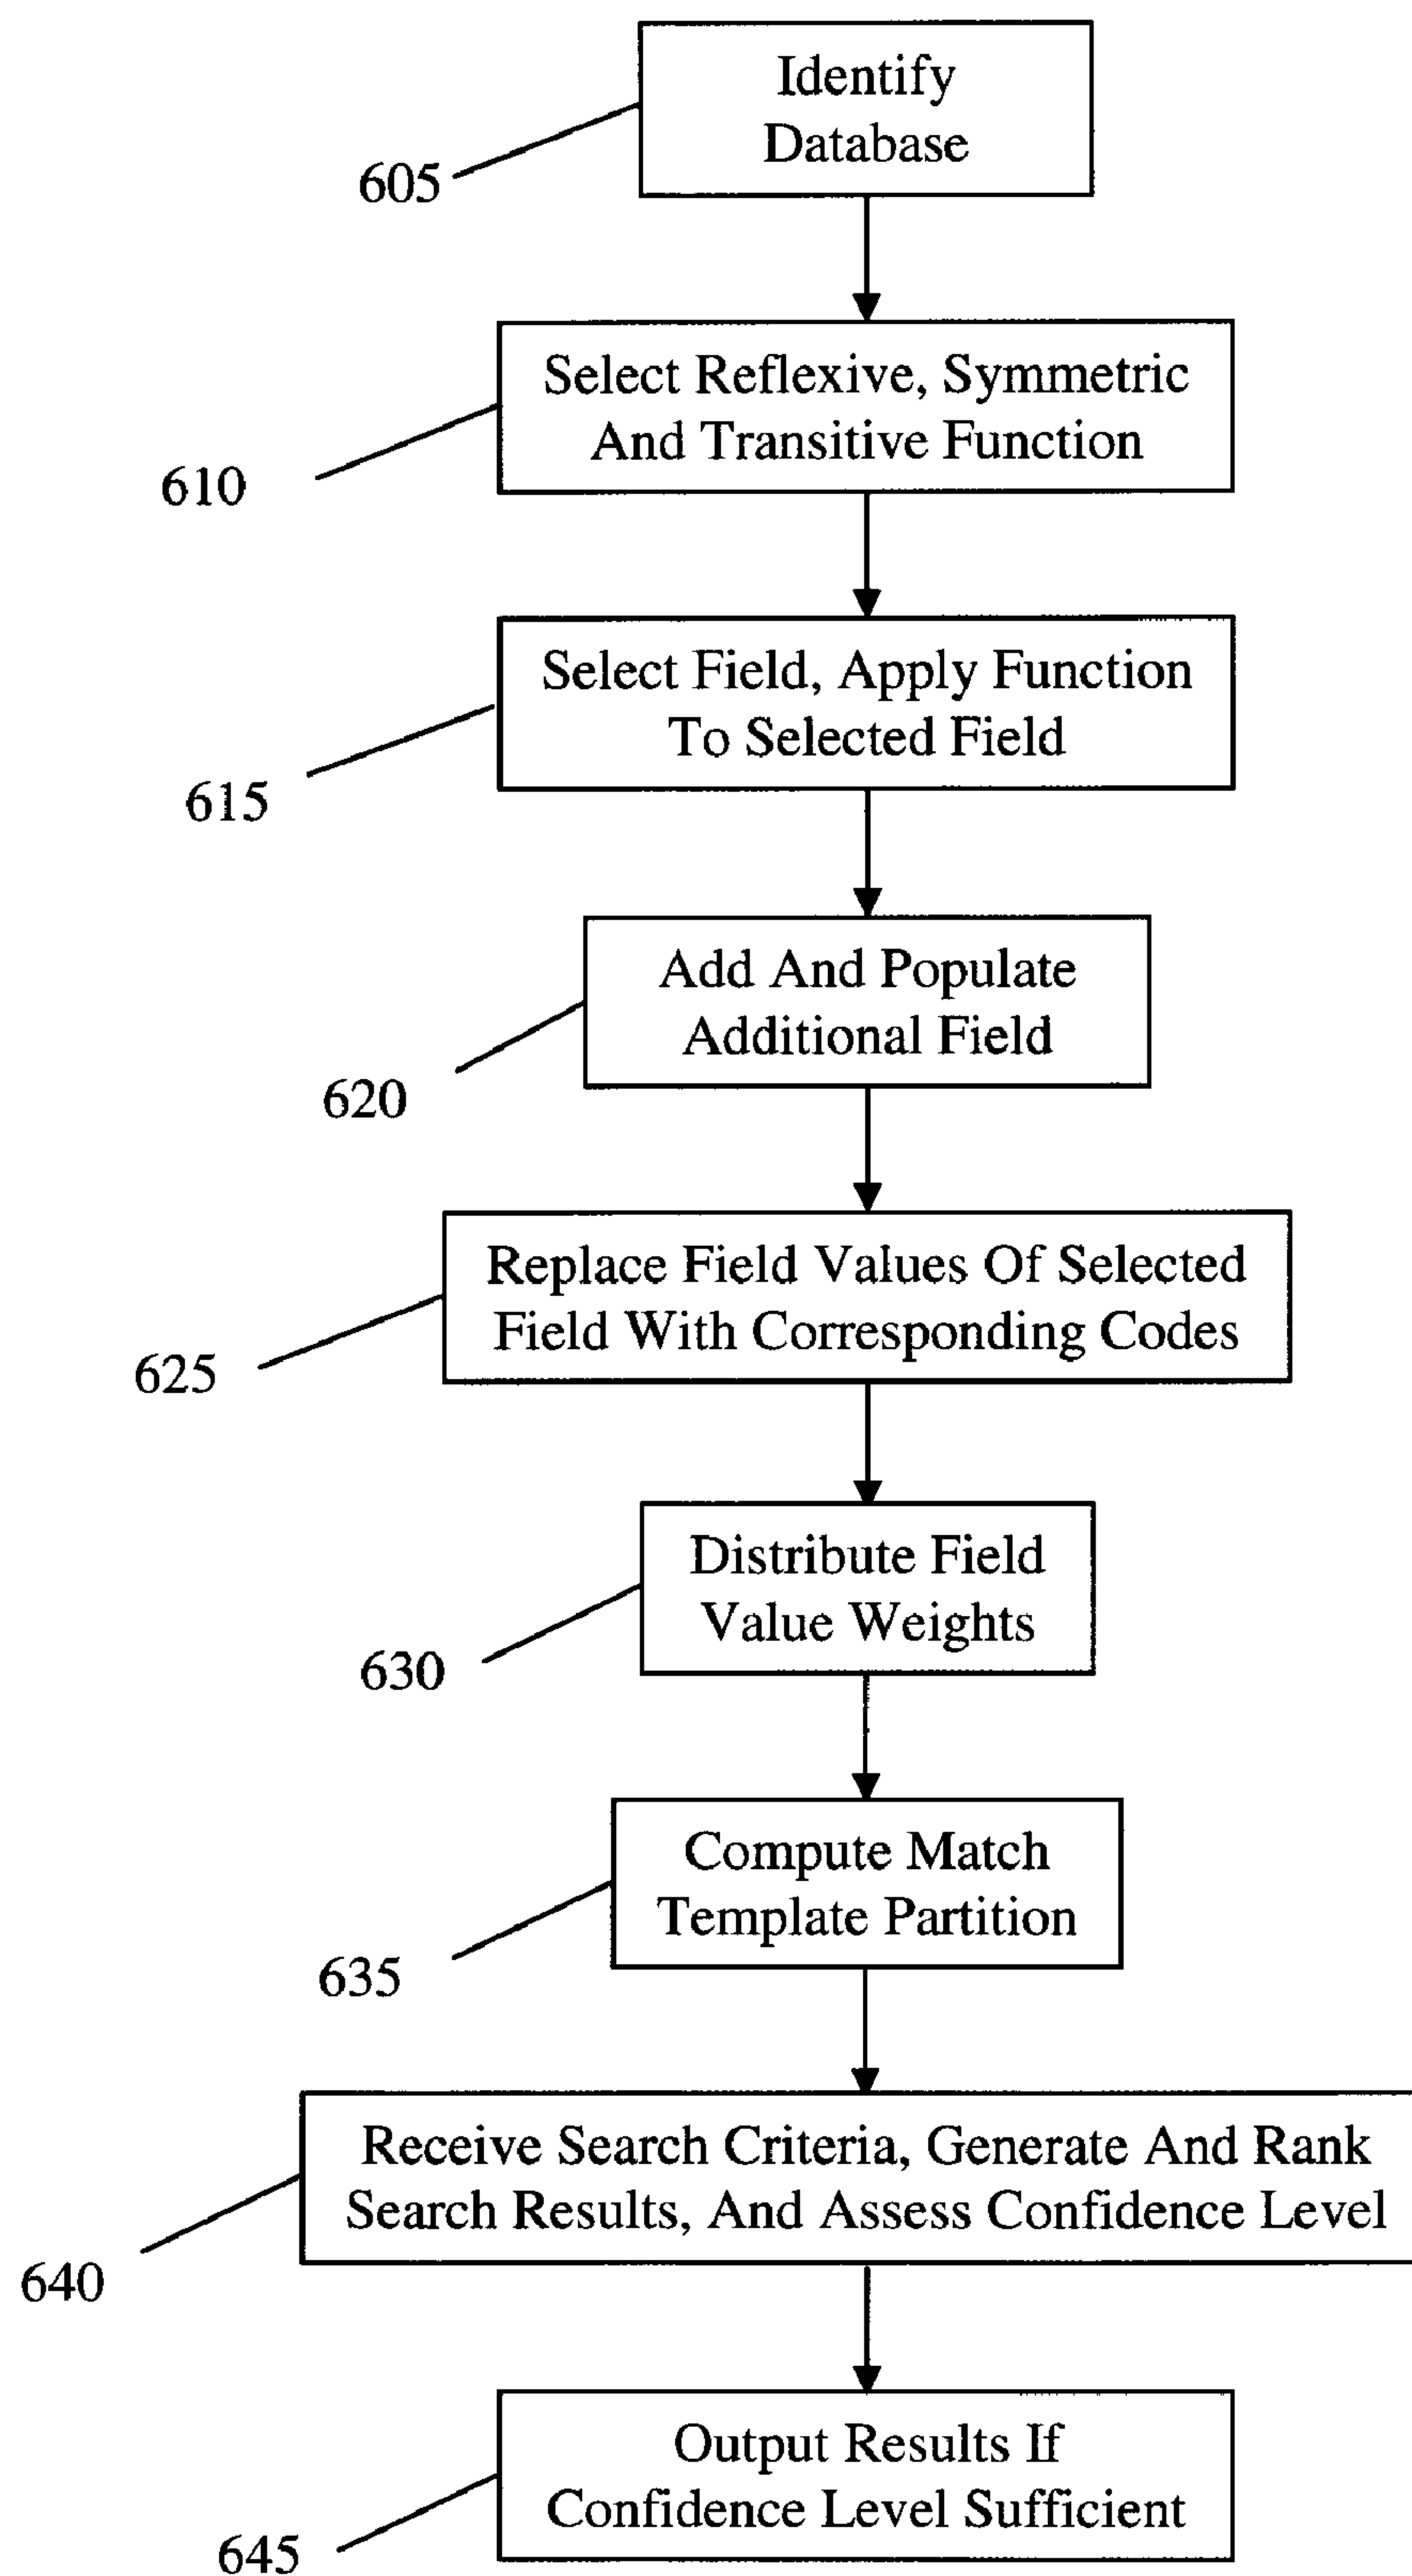 Identify
Database
605
Select Reflexive, Symmetric
And Transitive Function
610
Select Field, Apply Function
To Selected Field
615
Add And Populate
Additional Field
620
Replace Field Values Of Selected
Field With Corresponding Codes
625
Distribute Field
Value Weights
630
Compute Match
Template Partition
635
Receive Search Criteria, Generate And Rank
Search Results, And Assess Confidence Level
640
Output Results If
Confidence Level Sufficient
645